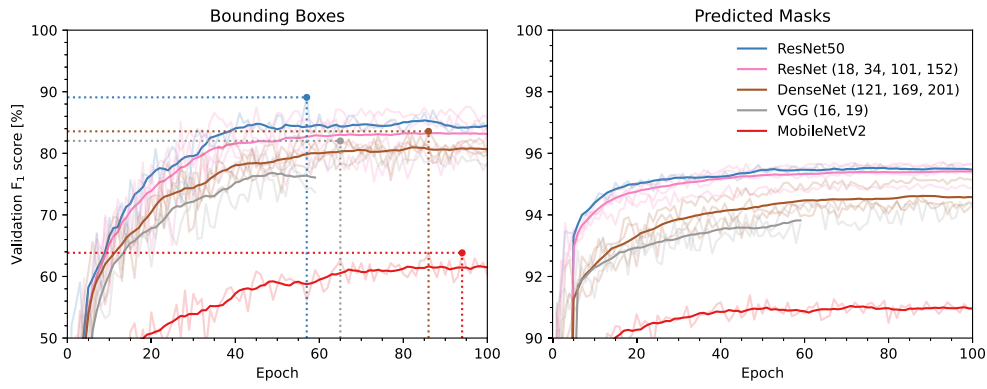 Bounding Boxes
Validation F1 score [%]
100
90
80
70
60
50
0
20
40
60
80
100
Epoch
Predicted Masks
100
98
96
94
92
90
0
20
40
60
80
100
Epoch
ResNet50
ResNet (18, 34, 101, 152)
DenseNet (121, 169, 201)
VGG (16, 19)
MobileNetV2